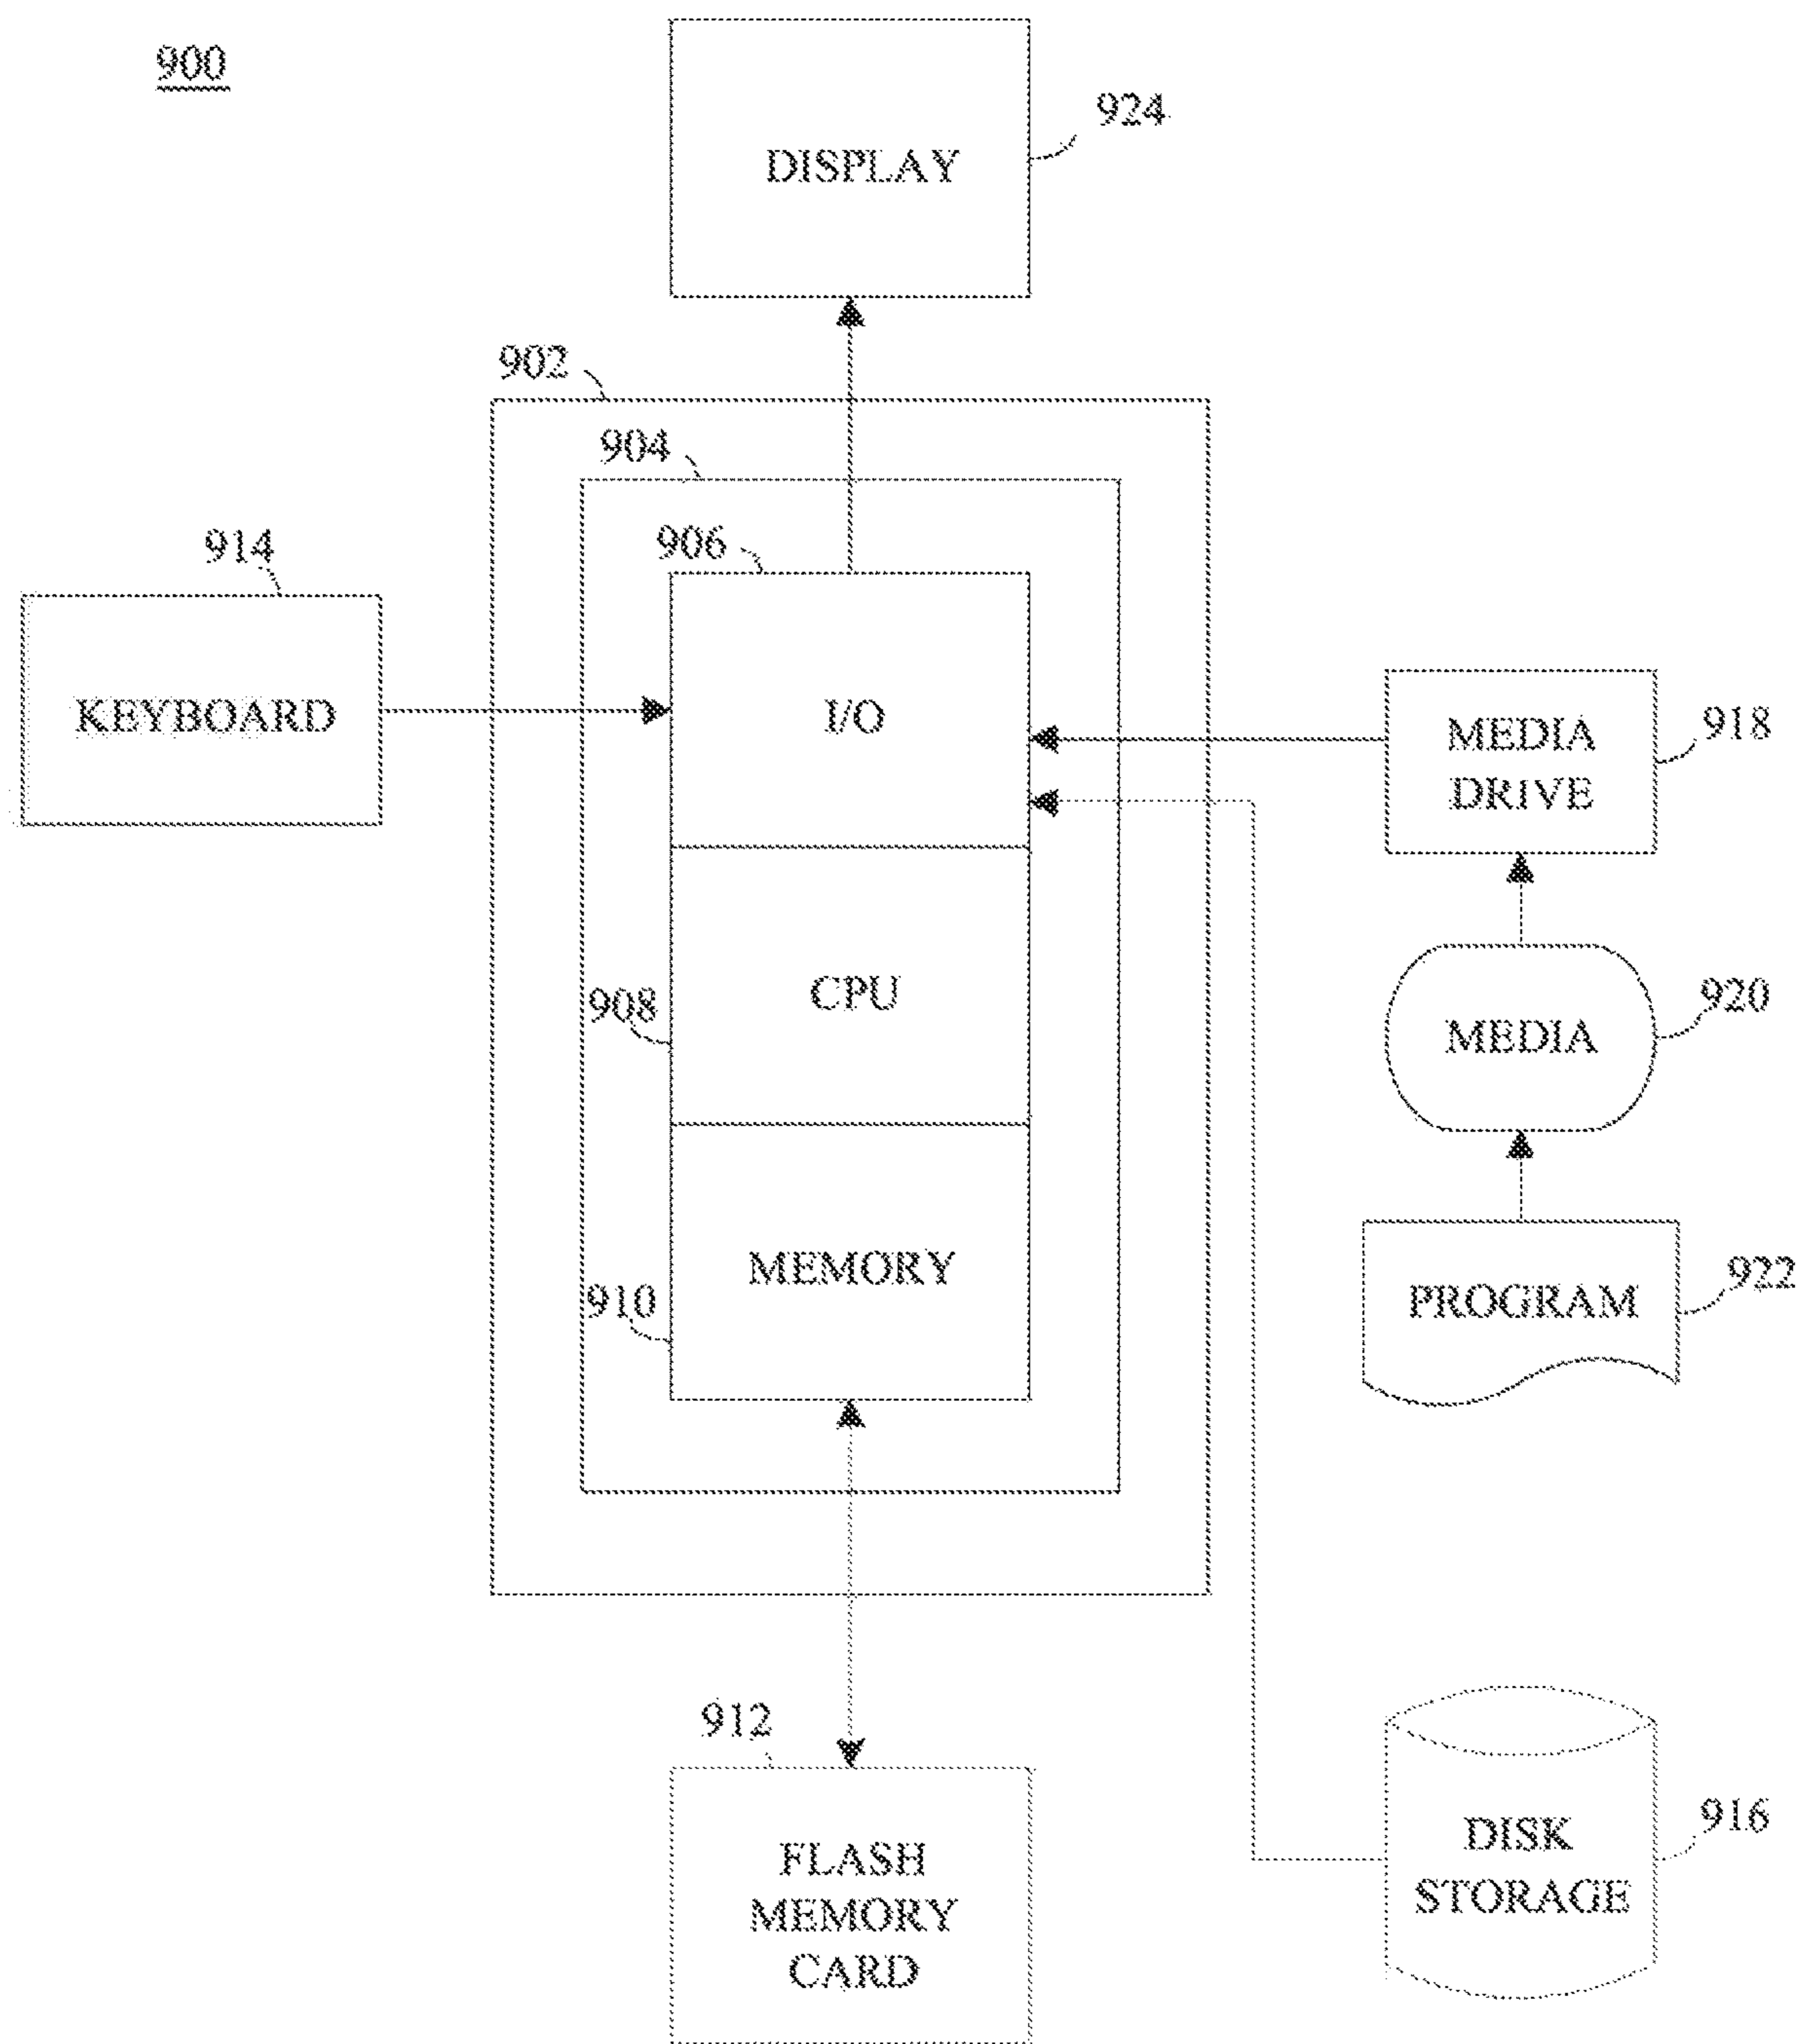 900
924
DISPLAY
902
904
906
914
KEYBOARD
I/O
918
MEDIA
DRIVE
908
CPU
920
MEDIA
910
MEMORY
922
PROGRAM
912
FLASH
MEMORY
CARD
916
DISK
STORAGE